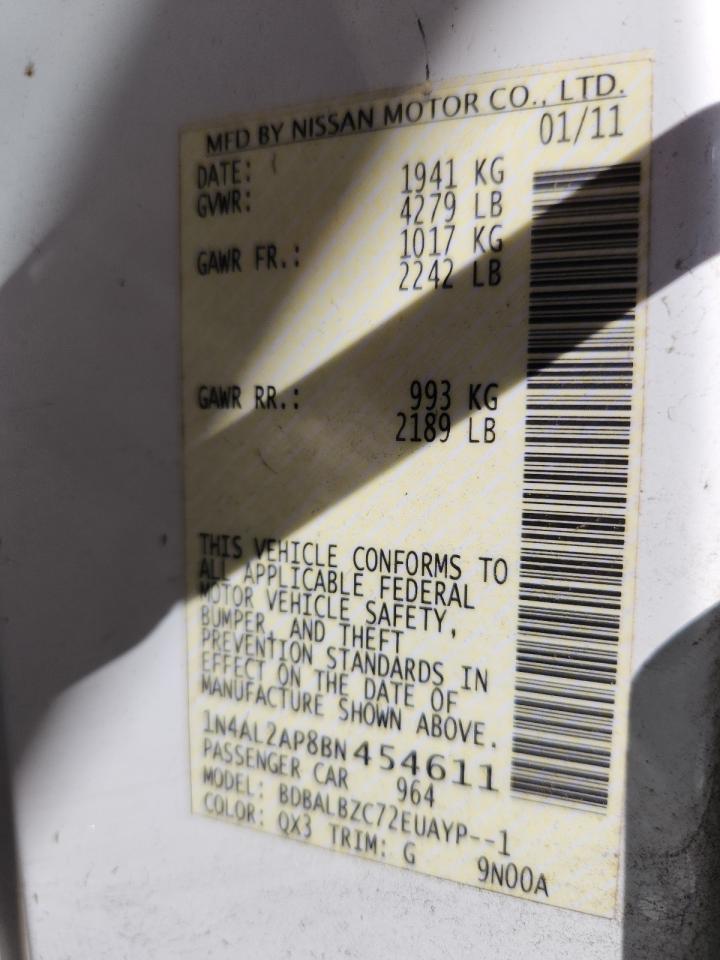 MFD BY NISSAN MOTOR CO., LTD.
DATE: 01/11
GVWR: 1941 KG
4279 LB
GAWR FR.: 1017 KG
2242 LB
GAWR RR.: 993 KG
2189 LB
THIS VEHICLE CONFORMS TO
ALL APPLICABLE FEDERAL
MOTOR VEHICLE SAFETY,
BUMPER, AND THEFT
PREVENTION STANDARDS IN
EFFECT ON THE DATE OF
MANUFACTURE SHOWN ABOVE.
1N4AL2AP8BN454611
PASSENGER CAR 964
MODEL: BDBALBZC72EUAYP--1
COLOR: QX3 TRIM: G 9N00A